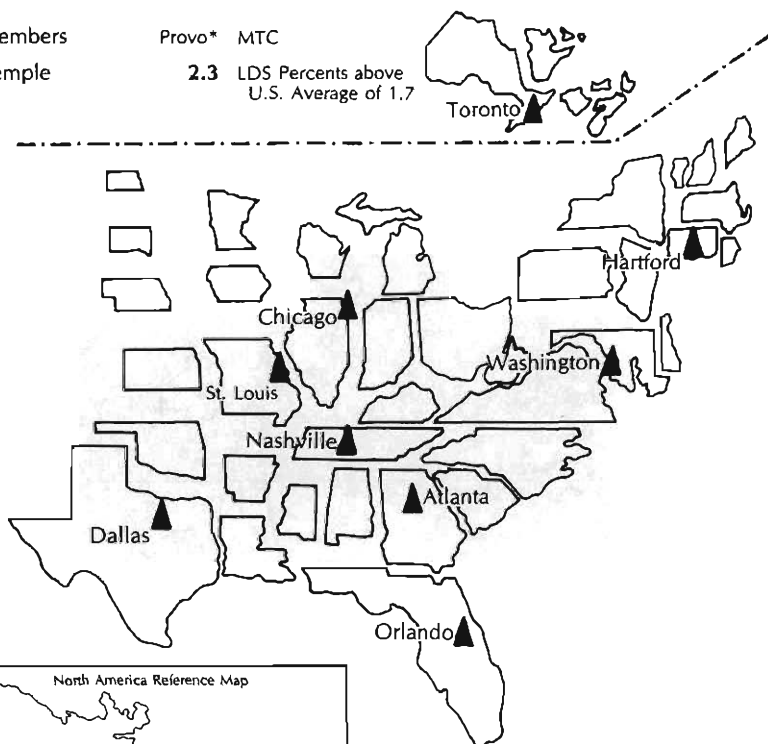 embers Provo* MTC
emple 2.3 LDS Percents above
U.S. Average of 1.7
Toronto
Hartford
Chicago
Washington
St. Louis
Nashville
Atlanta
Dallas
Orlando
North America Reference Map